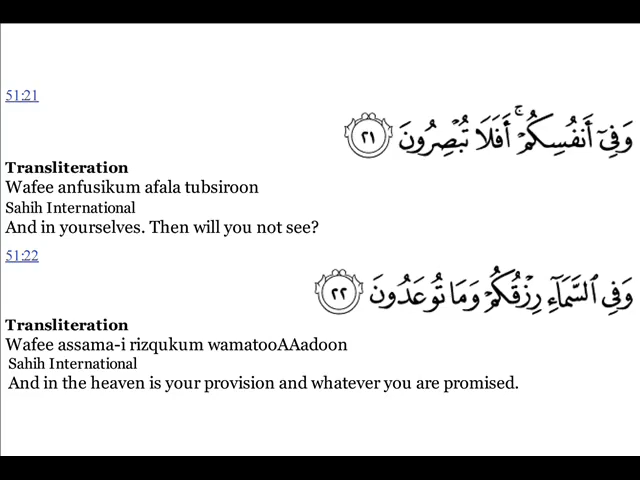 51:21
وَفِىٓ أَنفُسِكُمْ ۚ أَفَلَا تُبْصِرُونَ ٢١
Transliteration
Wafee anfusikum afala tubsiroon
Sahih International
And in yourselves. Then will you not see?
51:22
وَفِى ٱلسَّمَآءِ رِزْقُكُمْ وَمَا تُوعَدُونَ ٢٢
Transliteration
Wafee assama-i rizqukum wamatooAAadoon
Sahih International
And in the heaven is your provision and whatever you are promised.